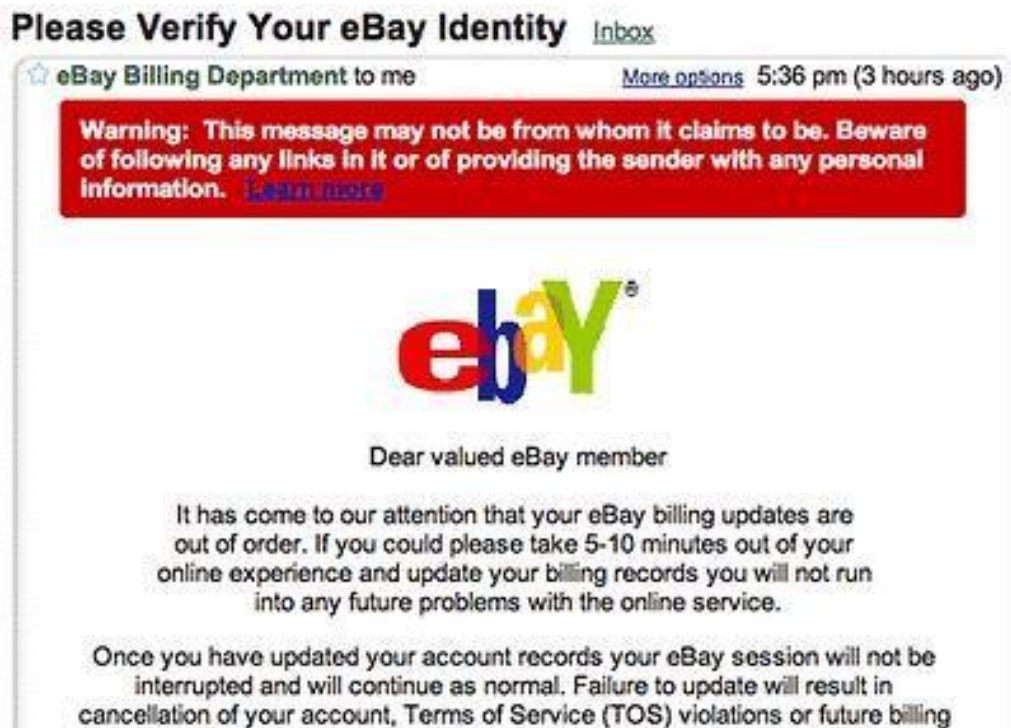 Please Verify Your eBay Identity Inbox
eBay Billing Department to me More options 5:36 pm (3 hours ago)
Warning: This message may not be from whom it claims to be. Beware
of following any links in it or of providing the sender with any personal
information. Learn more
ebaY®
Dear valued eBay member
It has come to our attention that your eBay billing updates are
out of order. If you could please take 5-10 minutes out of your
online experience and update your billing records you will not run
into any future problems with the online service.
Once you have updated your account records your eBay session will not be
interrupted and will continue as normal. Failure to update will result in
cancellation of your account, Terms of Service (TOS) violations or future billing